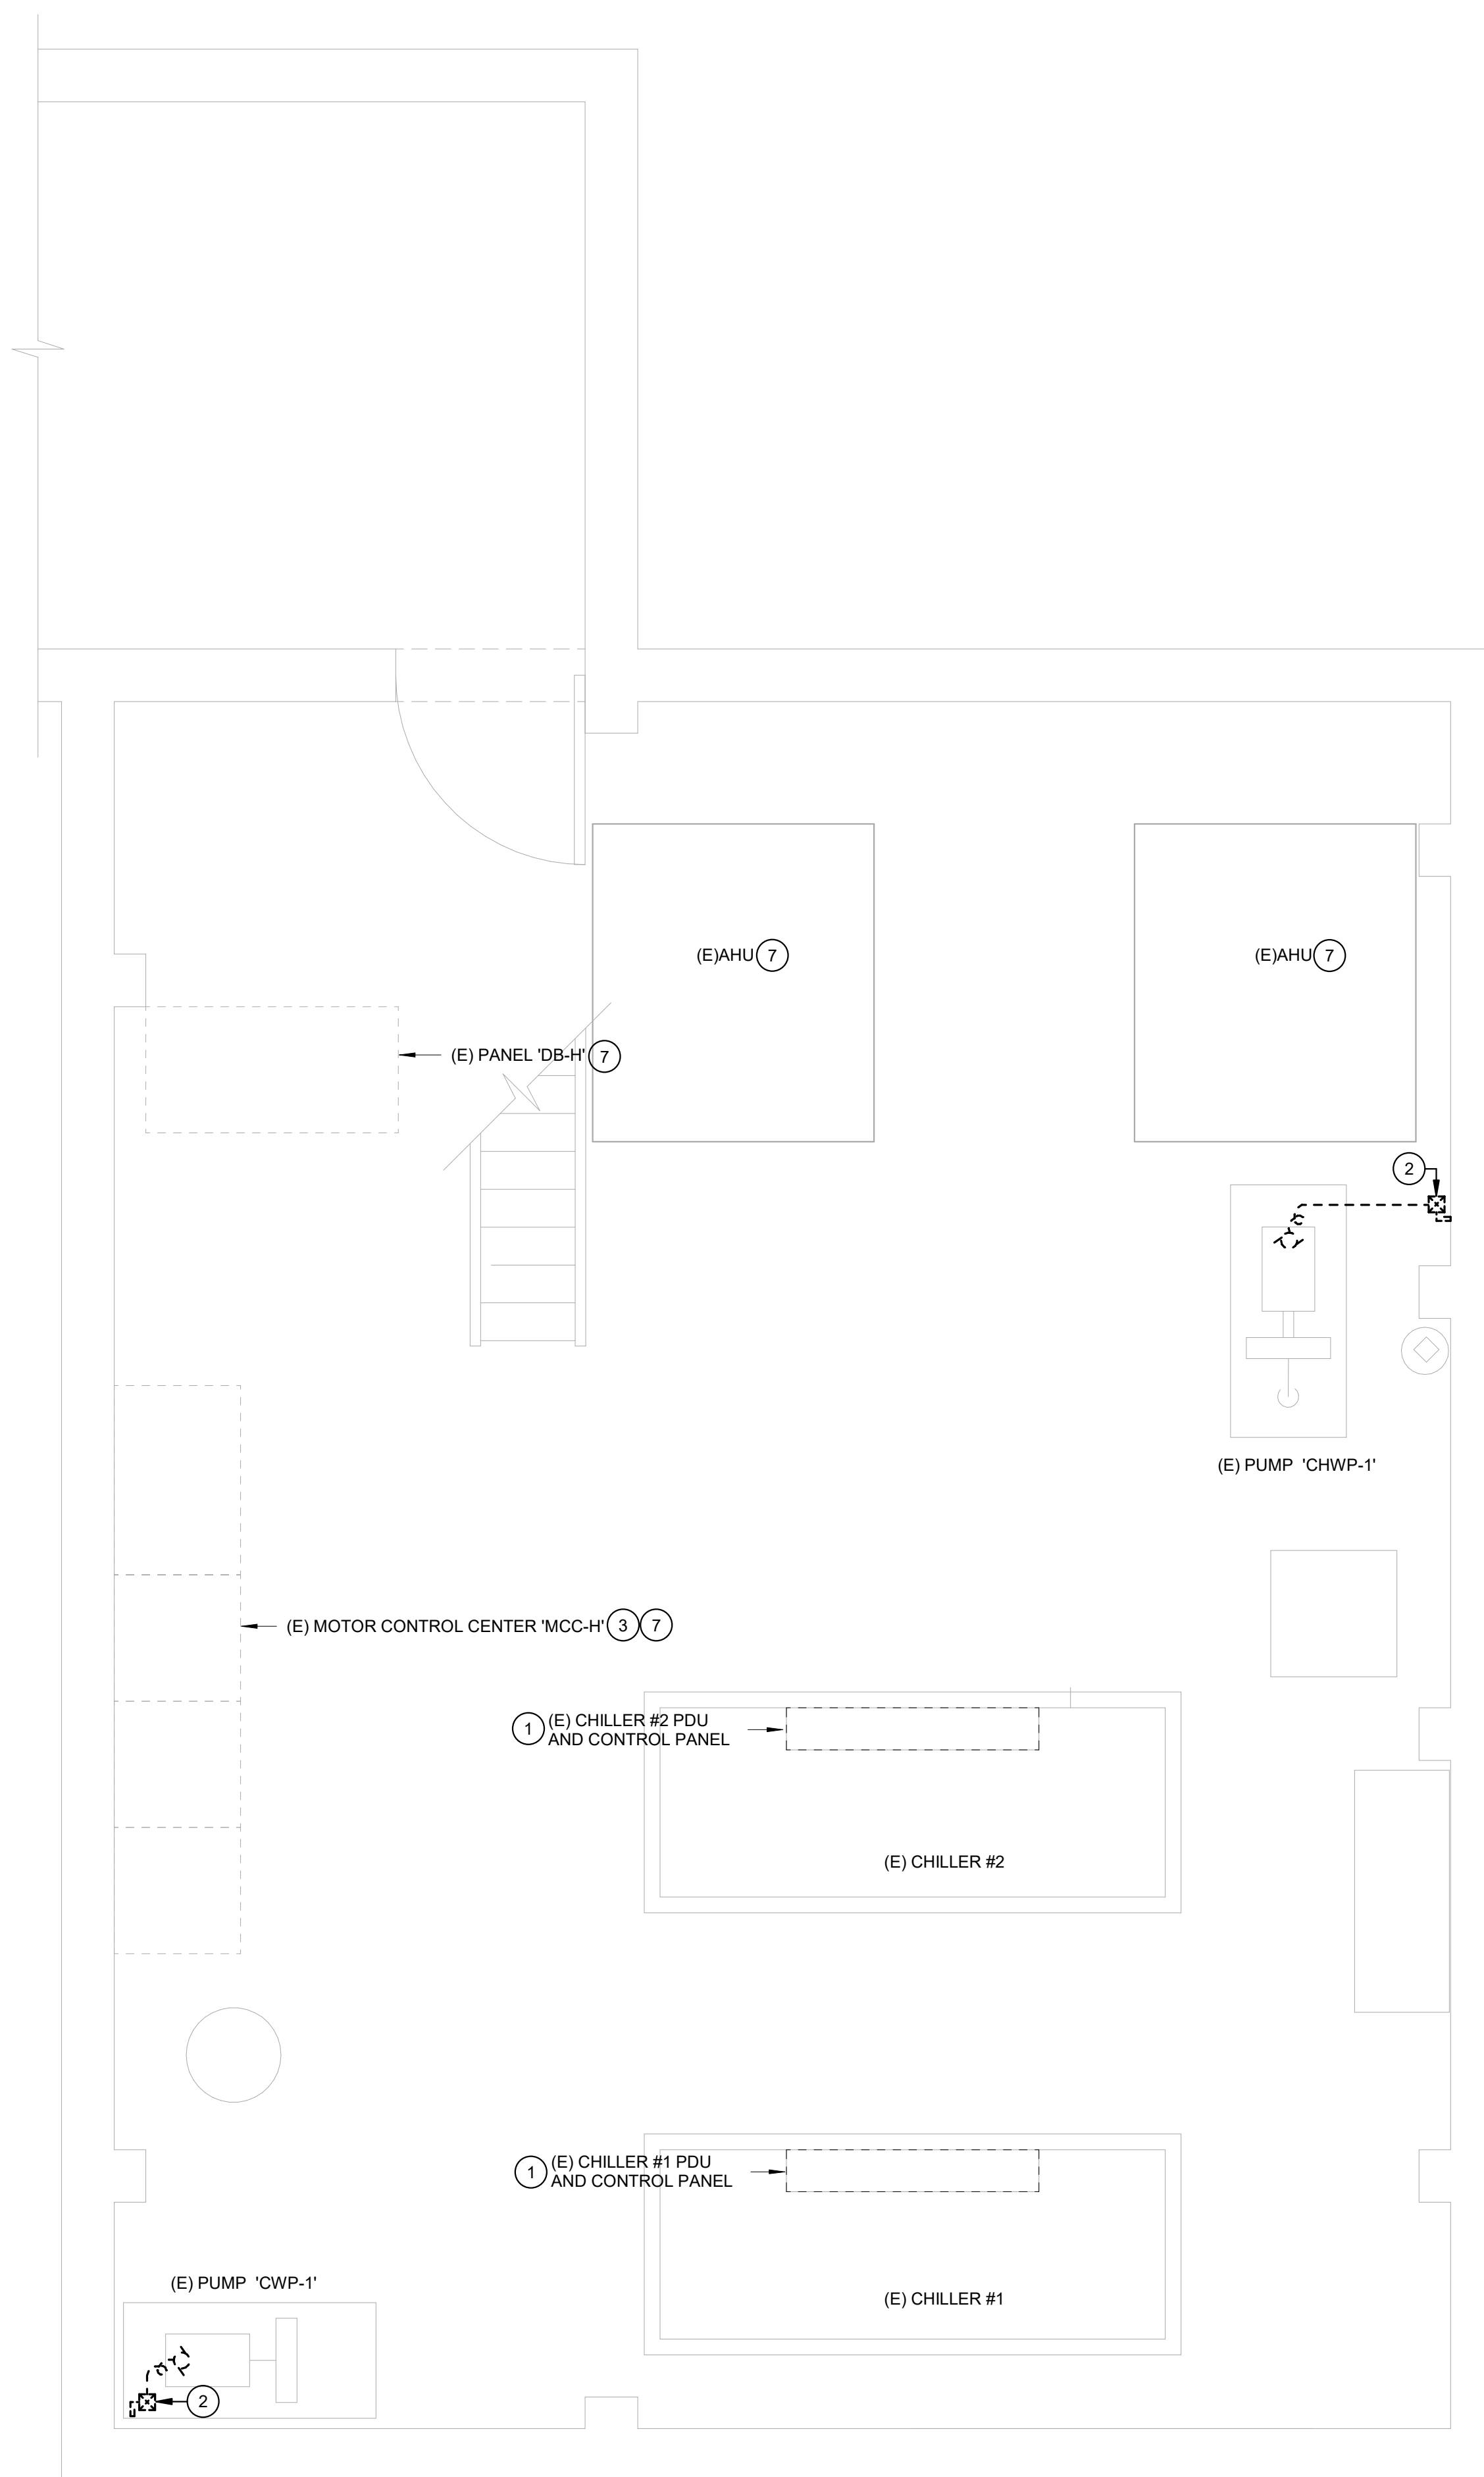 (E)AHU 7
(E)AHU 7
(E) PANEL 'DB-H' 7
2
(E) PUMP 'CHWP-1'
(E) MOTOR CONTROL CENTER 'MCC-H' 3 7
1 (E) CHILLER #2 PDU
AND CONTROL PANEL
(E) CHILLER #2
1 (E) CHILLER #1 PDU
AND CONTROL PANEL
(E) PUMP 'CWP-1'
(E) CHILLER #1
2